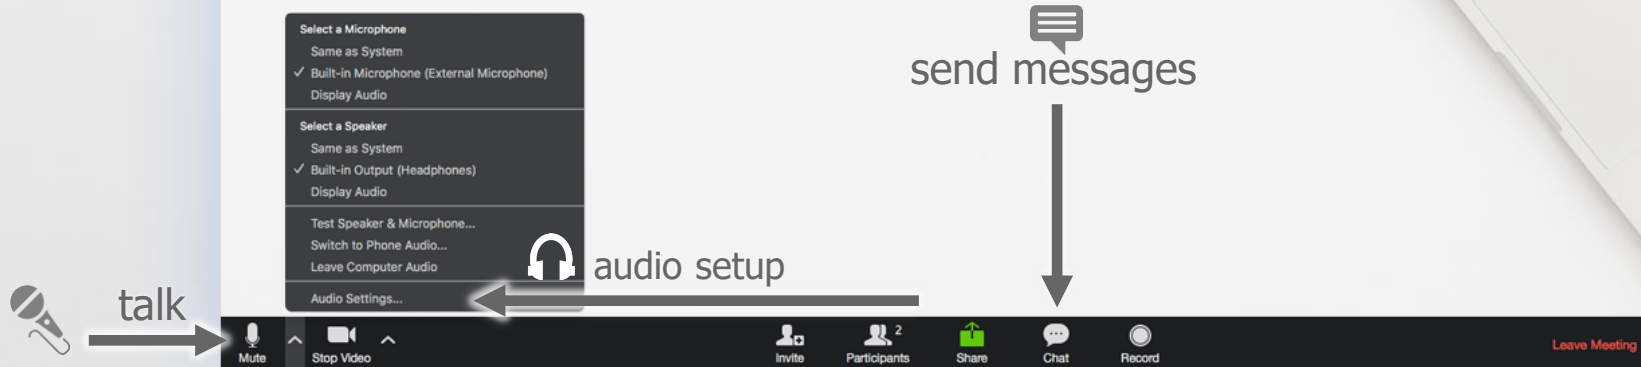 Select a Microphone
Same as System
✓ Built-in Microphone (External Microphone)
Display Audio
Select a Speaker
Same as System
✓ Built-in Output (Headphones)
Display Audio
Test Speaker & Microphone...
Switch to Phone Audio...
Leave Computer Audio
Audio Settings...
send messages
audio setup
talk
Mute
Stop Video
Invite
2
Participants
Share
Chat
Record
Leave Meeting